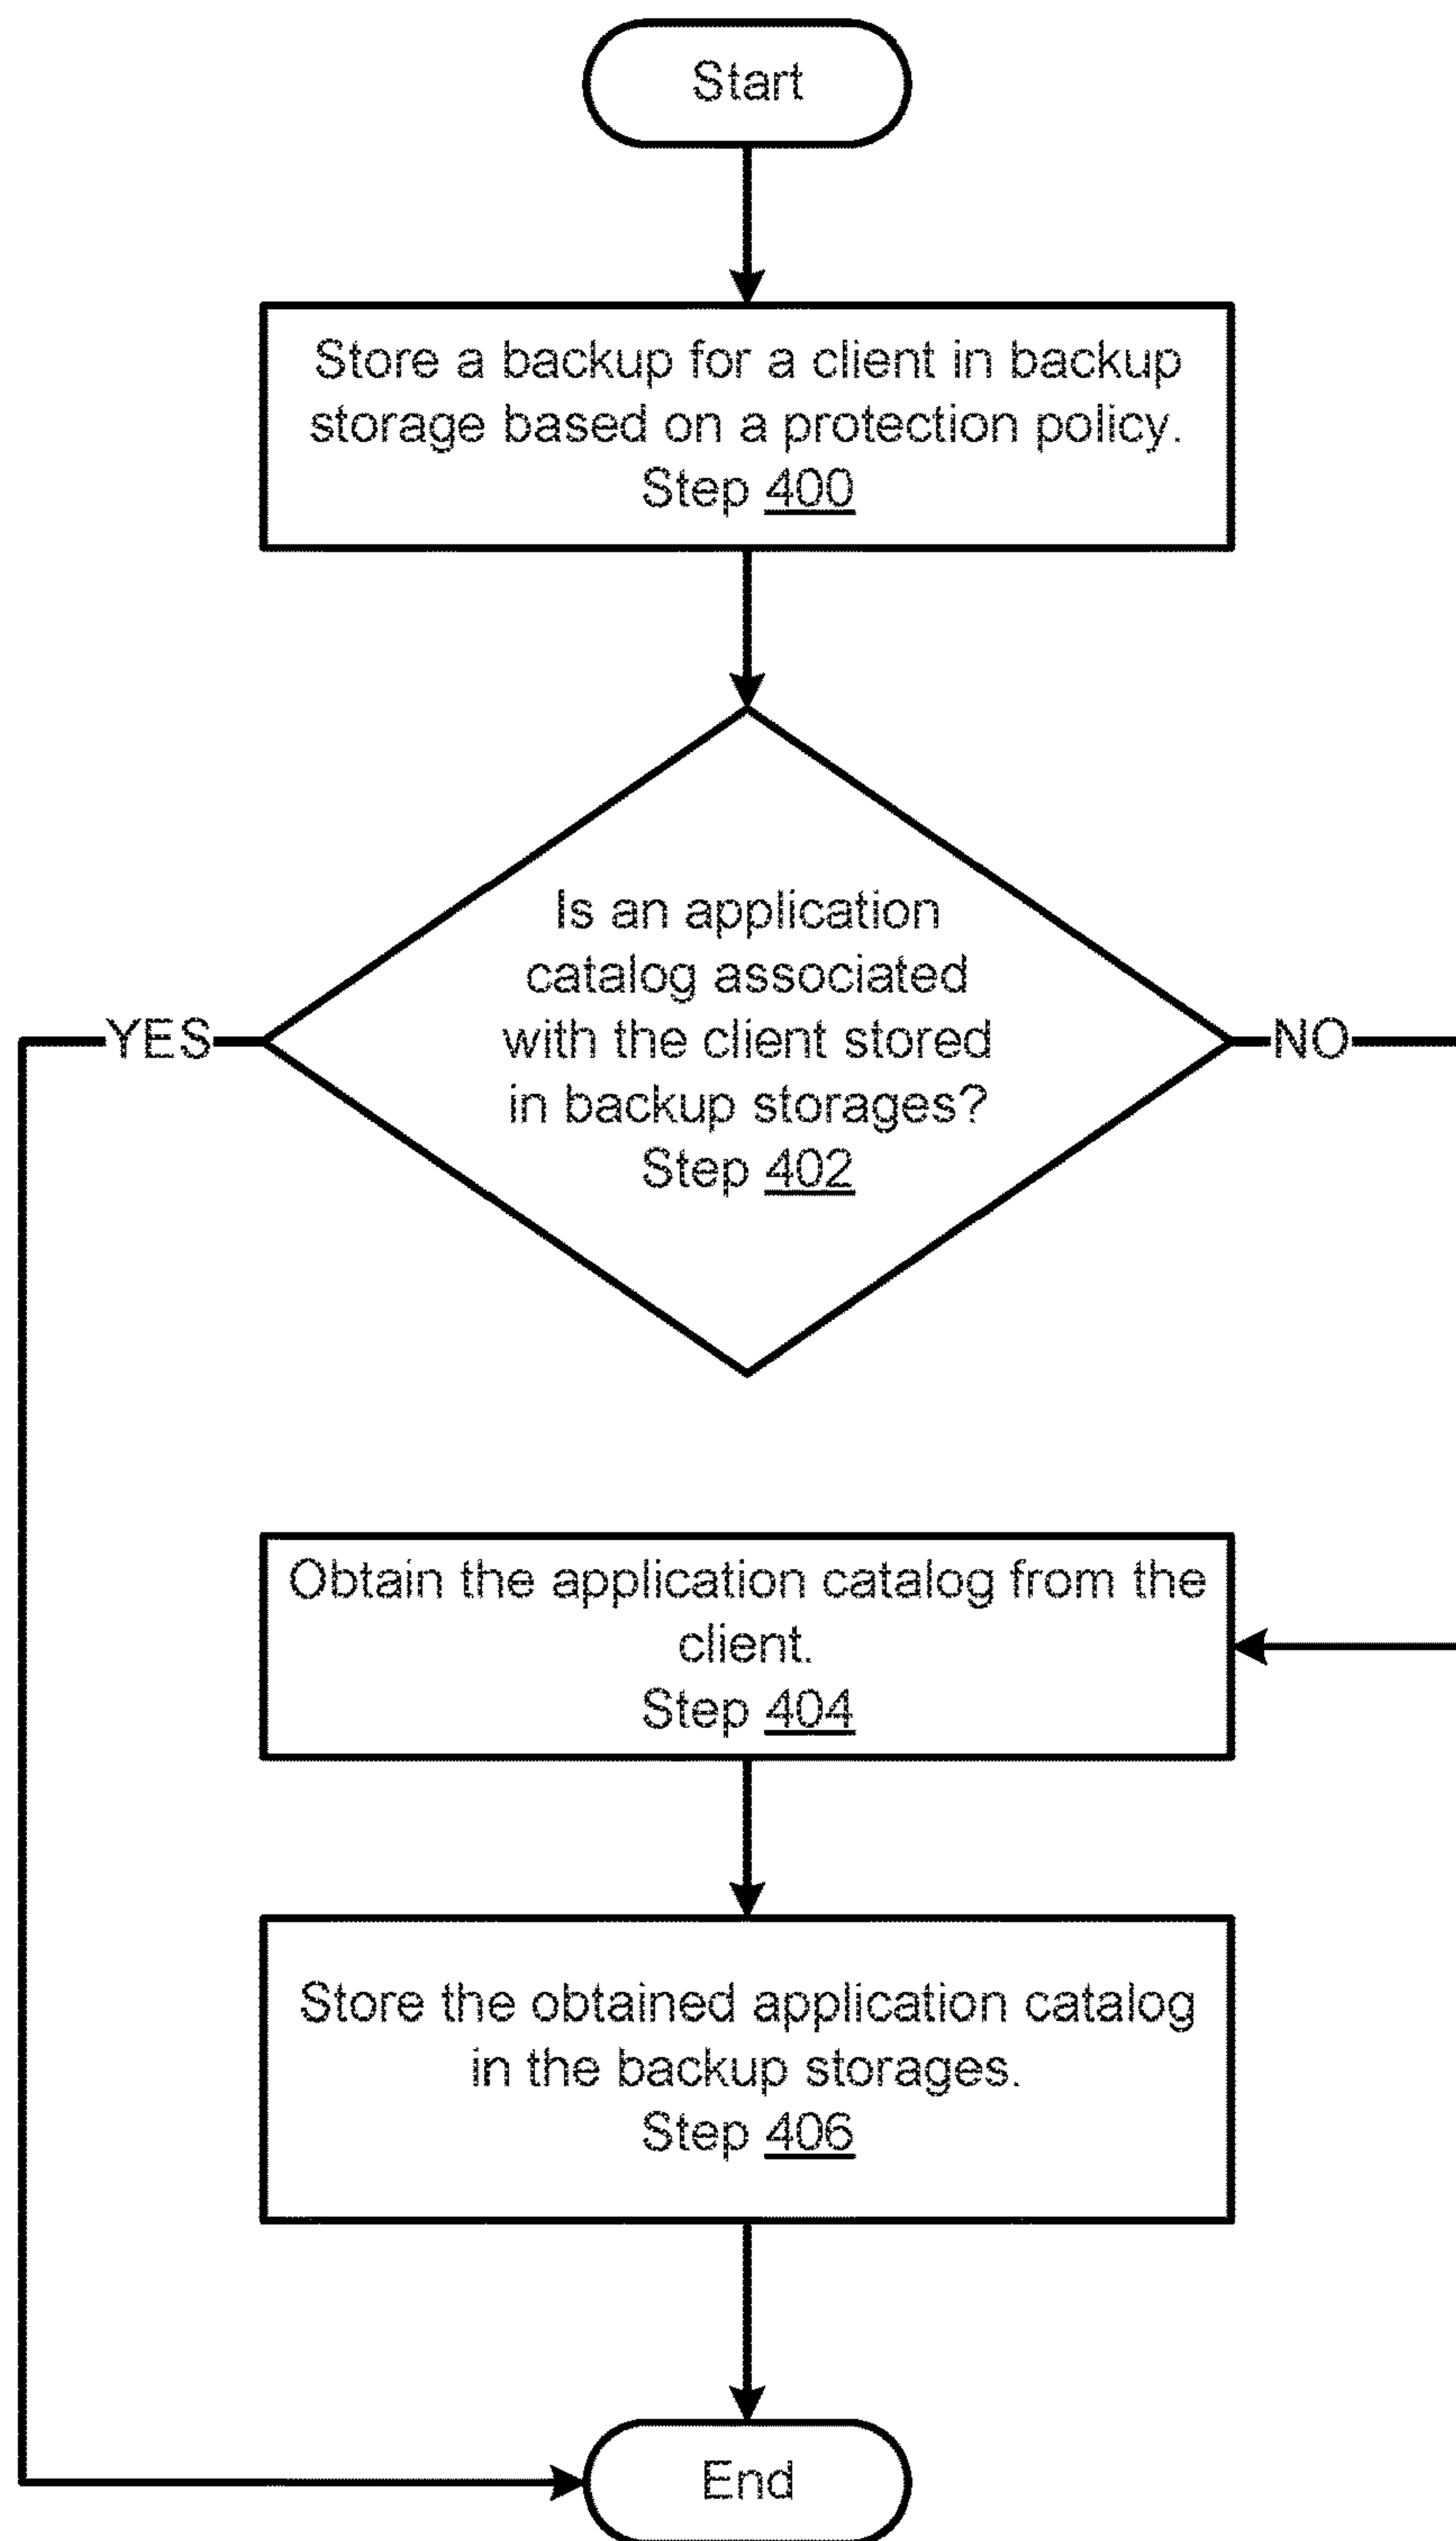 Start
Store a backup for a client in backup
storage based on a protection policy.
Step 400
Is an application
catalog associated
with the client stored
in backup storages?
Step 402
YES
NO
Obtain the application catalog from the
client.
Step 404
Store the obtained application catalog
in the backup storages.
Step 406
End